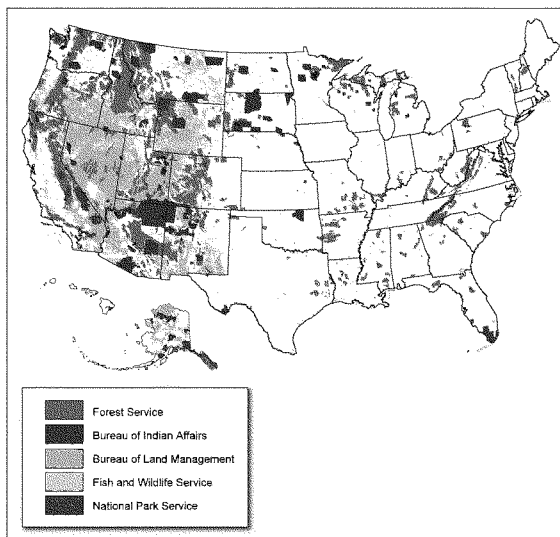 Forest Service
Bureau of Indian Affairs
Bureau of Land Management
Fish and Wildlife Service
National Park Service